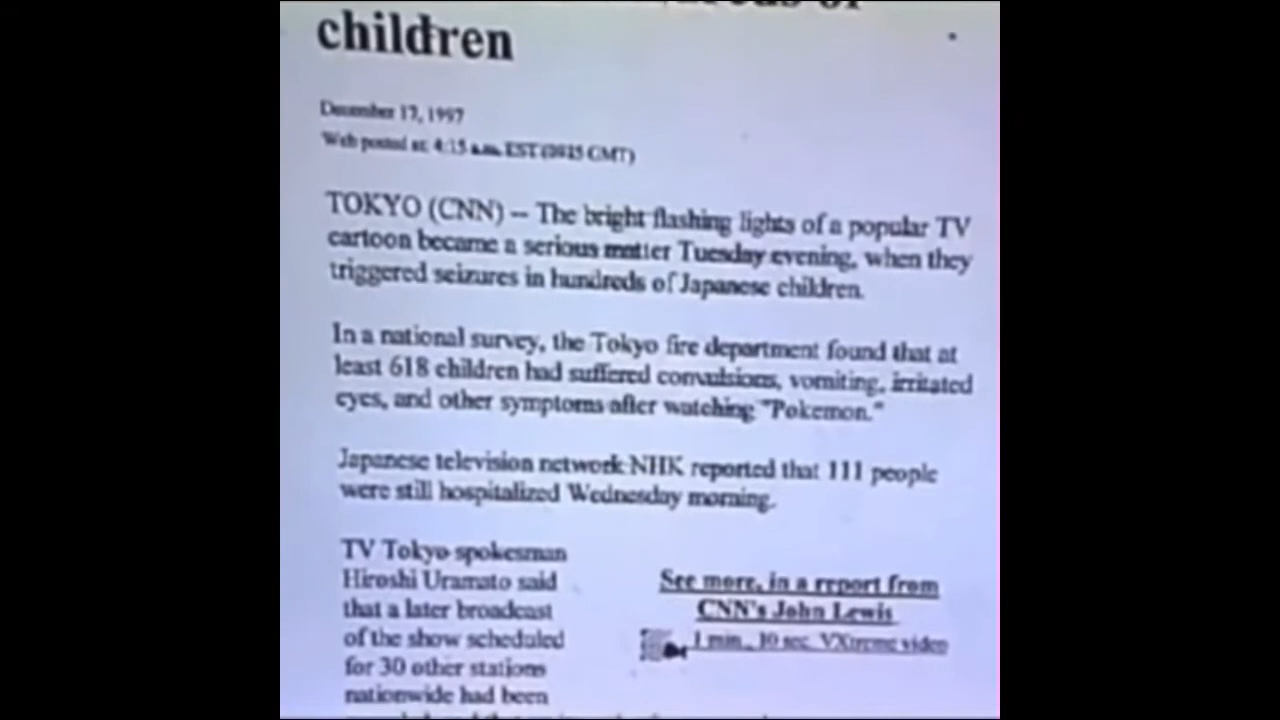 children
December 17, 1997
Web posted at: 4:15 a.m. EST (0915 GMT)
TOKYO (CNN) -- The bright flashing lights of a popular TV
cartoon became a serious matter Tuesday evening, when they
triggered seizures in hundreds of Japanese children.
In a national survey, the Tokyo fire department found that at
least 618 children had suffered convulsions, vomiting, irritated
eyes, and other symptoms after watching "Pokemon."
Japanese television network NHK reported that 111 people
were still hospitalized Wednesday morning.
TV Tokyo spokesman
Hiroshi Uramoto said
that a later broadcast
of the show scheduled
for 30 other stations
nationwide had been
See more, in a report from
CNN's John Lewis
1 min., 10 sec. VXtreme video